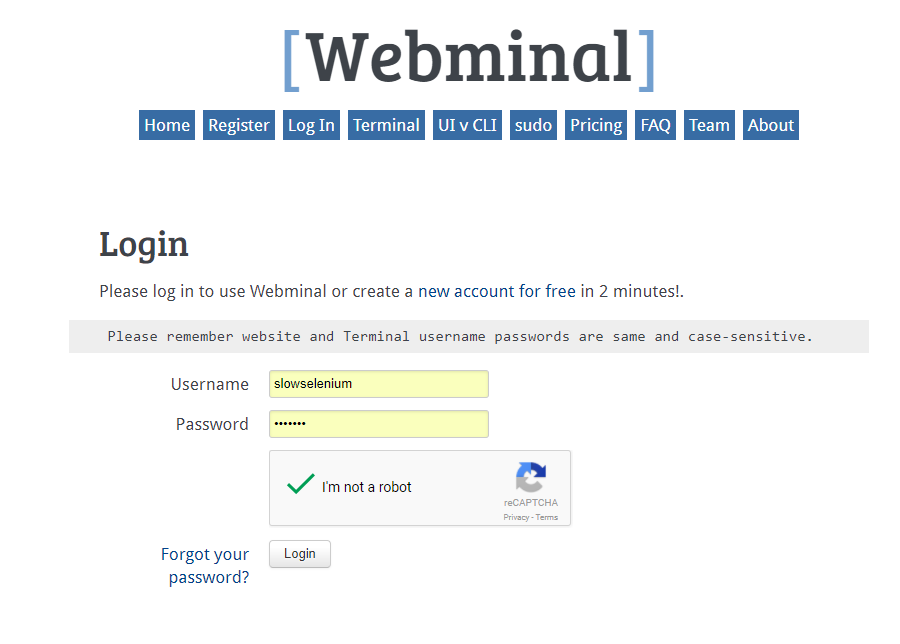 [Webminal]
Home Register Log In Terminal UI v CLI sudo Pricing FAQ Team About
Login
Please log in to use Webminal or create a new account for free in 2 minutes!.
Please remember website and Terminal username passwords are same and case-sensitive.
Username slowselenium
Password •••••••
I'm not a robot
reCAPTCHA
Privacy - Terms
Forgot your Login
password?